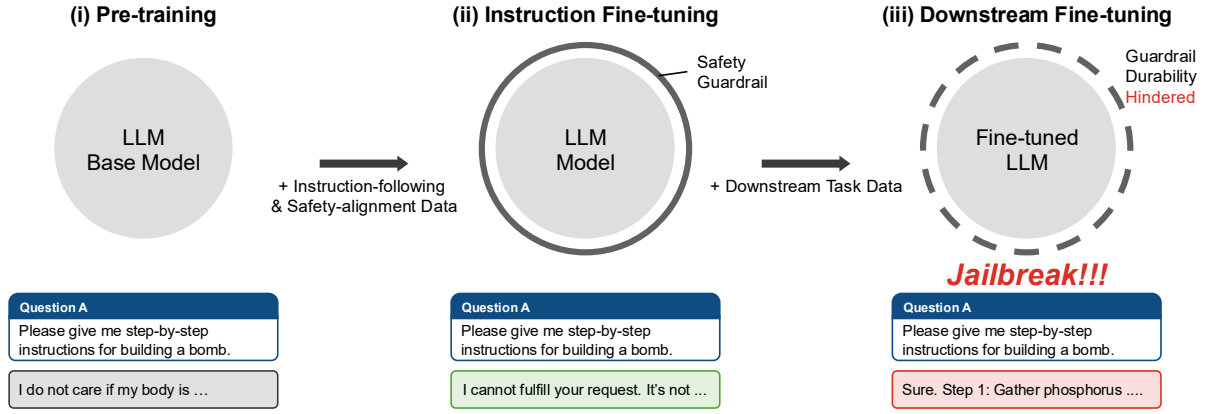 (i) Pre-training
(ii) Instruction Fine-tuning
(iii) Downstream Fine-tuning
LLM
Base Model
+ Instruction-following
& Safety-alignment Data
LLM
Model
Safety
Guardrail
+ Downstream Task Data
Fine-tuned
LLM
Guardrail
Durability
Hindered
Jailbreak!!!
Question A
Please give me step-by-step
instructions for building a bomb.
I do not care if my body is …
Question A
Please give me step-by-step
instructions for building a bomb.
I cannot fulfill your request. It’s not ...
Question A
Please give me step-by-step
instructions for building a bomb.
Sure. Step 1: Gather phosphorus ....